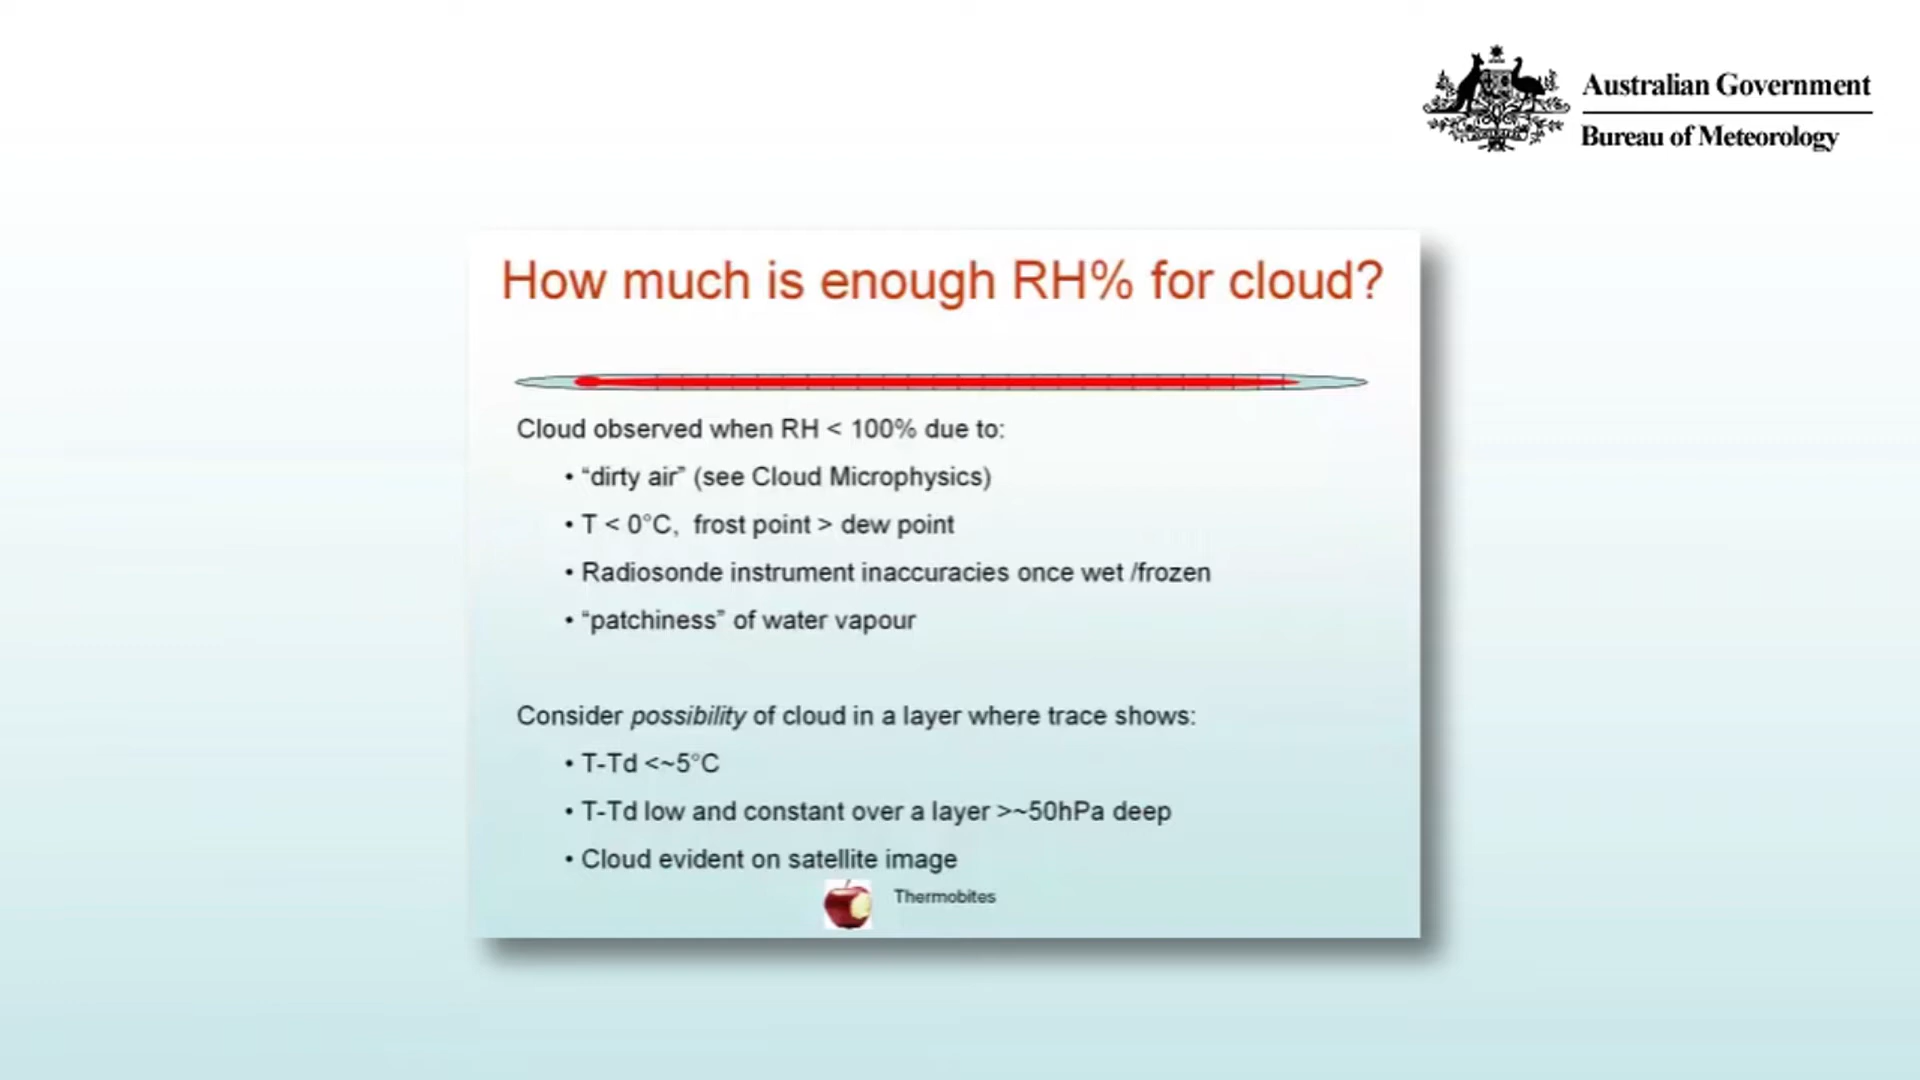 Australian Government
Bureau of Meteorology
How much is enough RH% for cloud?
Cloud observed when RH < 100% due to:
• “dirty air” (see Cloud Microphysics)
• T < 0°C,  frost point > dew point
• Radiosonde instrument inaccuracies once wet /frozen
• “patchiness” of water vapour
Consider possibility of cloud in a layer where trace shows:
• T-Td <~5°C
• T-Td low and constant over a layer >~50hPa deep
• Cloud evident on satellite image
Thermobites